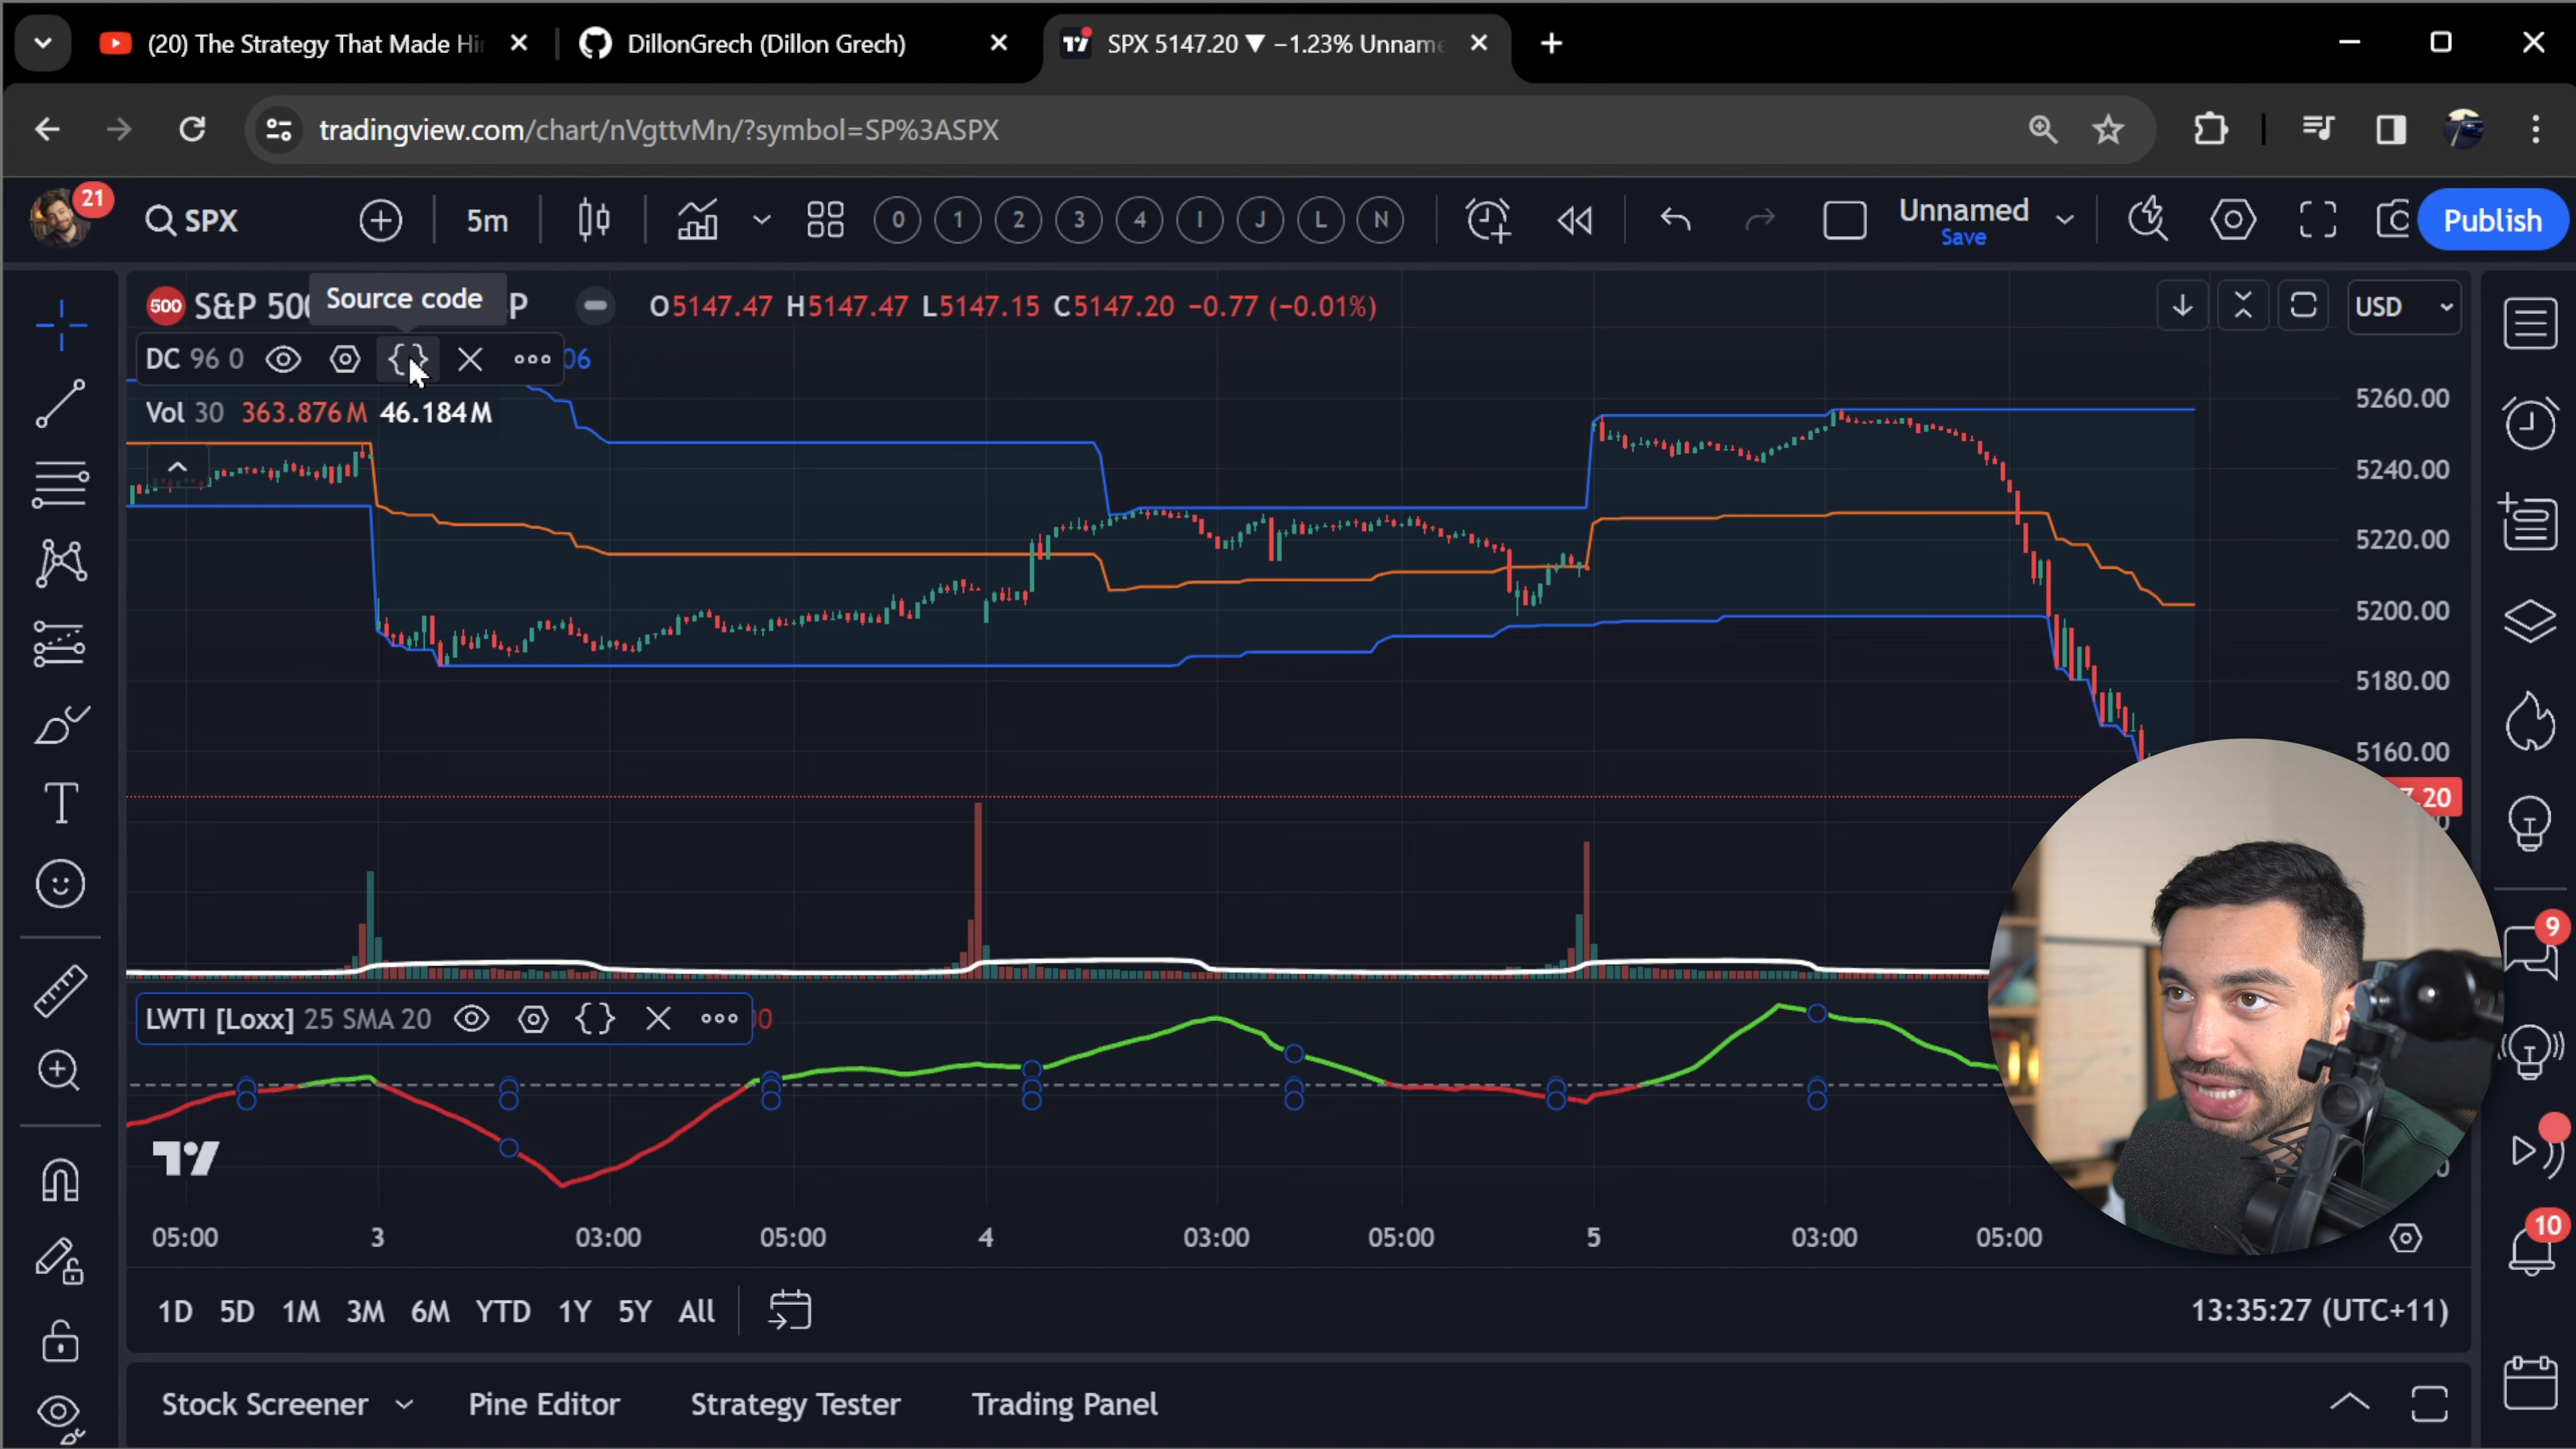 (20) The Strategy That Made Hi
DillonGrech (Dillon Grech)
SPX 5147.20 ▼ −1.23% Unnam
tradingview.com/chart/nVgttvMn/?symbol=SP%3ASPX
21
SPX
5m
0 1 2 3 4 I J L N
Unnamed
Save
Publish
500 S&P 500
Source code
P
O5147.47 H5147.47 L5147.15 C5147.20 −0.77 (−0.01%)
USD
DC 96 0
06
Vol 30 363.876M 46.184M
5260.00
5240.00
5220.00
5200.00
5180.00
5160.00
7.20
0
9
LWTI [Loxx] 25 SMA 20
00
0
10
05:00 3 03:00 05:00 4 03:00 05:00 5 03:00 05:00
1D 5D 1M 3M 6M YTD 1Y 5Y All
13:35:27 (UTC+11)
Stock Screener Pine Editor Strategy Tester Trading Panel